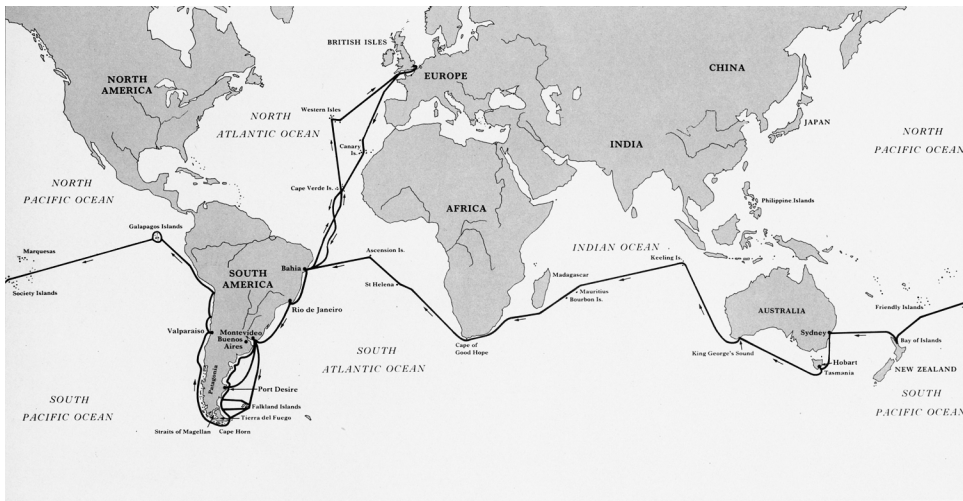 BRITISH ISLES
EUROPE
CHINA
NORTH
AMERICA
Western Isles
NORTH
ATLANTIC OCEAN
JAPAN
NORTH
PACIFIC OCEAN
Canary
Is.
INDIA
NORTH
PACIFIC OCEAN
Cape Verde Is.
AFRICA
Philippine Islands
Galapagos Islands
Marquesas
Society Islands
Ascension Is.
INDIAN OCEAN
Keeling Is.
Bahia
SOUTH
AMERICA
St Helena
Madagascar
Mauritius
Bourbon Is.
Rio de Janeiro
AUSTRALIA
Friendly Islands
Valparaiso
Montevideo
Buenos
Aires
Sydney
Cape of
Good Hope
King George's Sound
Bay of Islands
SOUTH
ATLANTIC OCEAN
Hobart
Tasmania
NEW ZEALAND
Patagonia
Port Desire
SOUTH
PACIFIC OCEAN
Falkland Islands
Tierra del Fuego
SOUTH
PACIFIC OCEAN
Straits of Magellan
Cape Horn